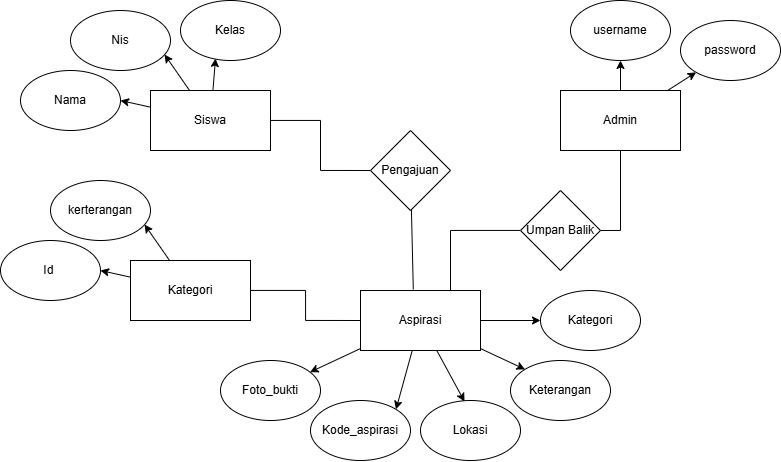 Kelas
username
Nis
password
Nama
Siswa
Admin
Pengajuan
kerterangan
Umpan Balik
Id
Kategori
Aspirasi
Kategori
Foto_bukti
Keterangan
Kode_aspirasi
Lokasi